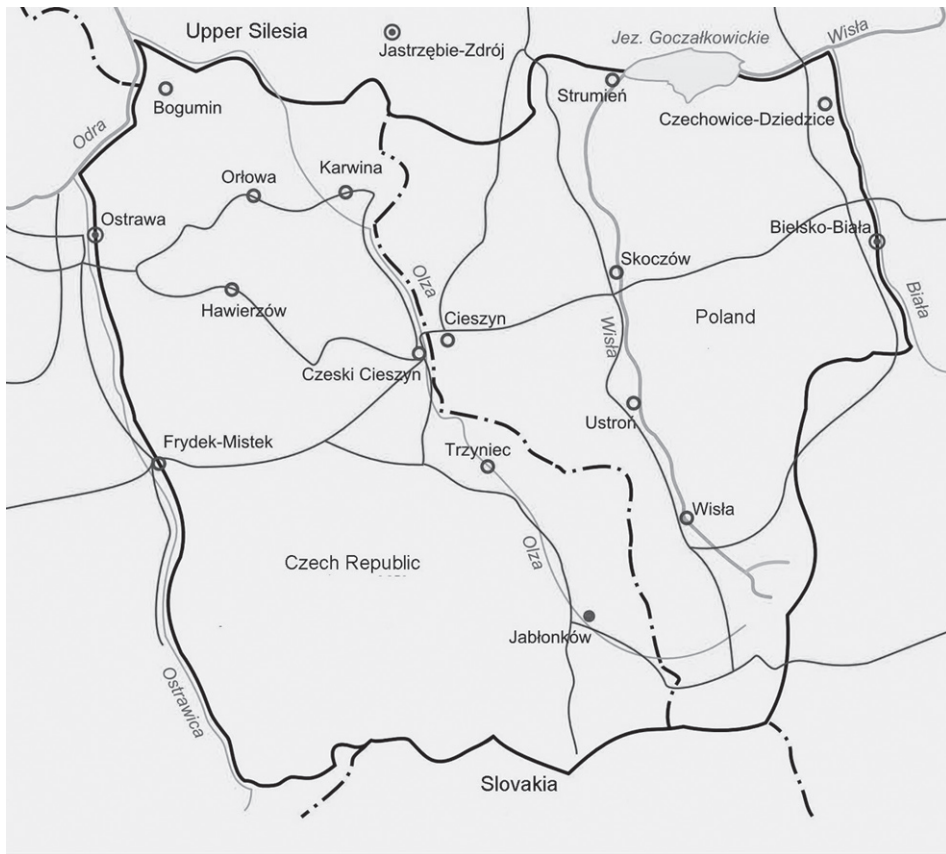 Upper Silesia
Jastrzębie-Zdrój
Jez. Goczałkowickie
Wisła
Bogumin
Strumień
Czechowice-Dziedzice
Odra
Orłowa
Karwina
Ostrawa
Bielsko-Biała
Skoczów
Olza
Hawierzów
Cieszyn
Wisła
Poland
Biała
Czeski Cieszyn
Ustroń
Frydek-Mistek
Trzyniec
Wisła
Czech Republic
Olza
Jabłonków
Ostrawica
Slovakia